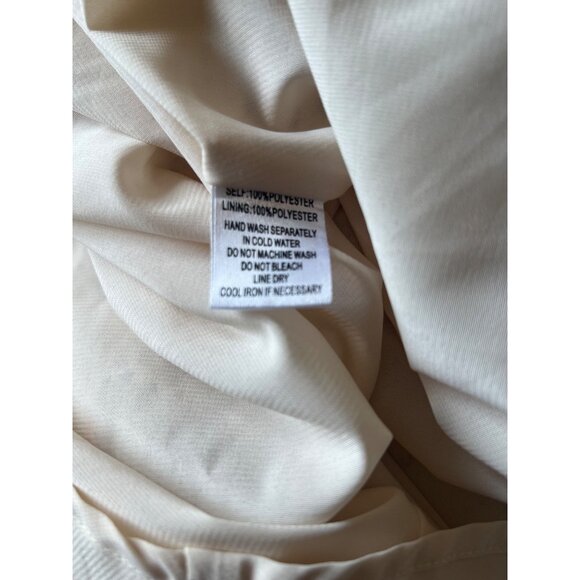 SELF:100%POLYESTER
LINING:100%POLYESTER
HAND WASH SEPARATELY
IN COLD WATER
DO NOT MACHINE WASH
DO NOT BLEACH
LINE DRY
COOL IRON IF NECESSARY